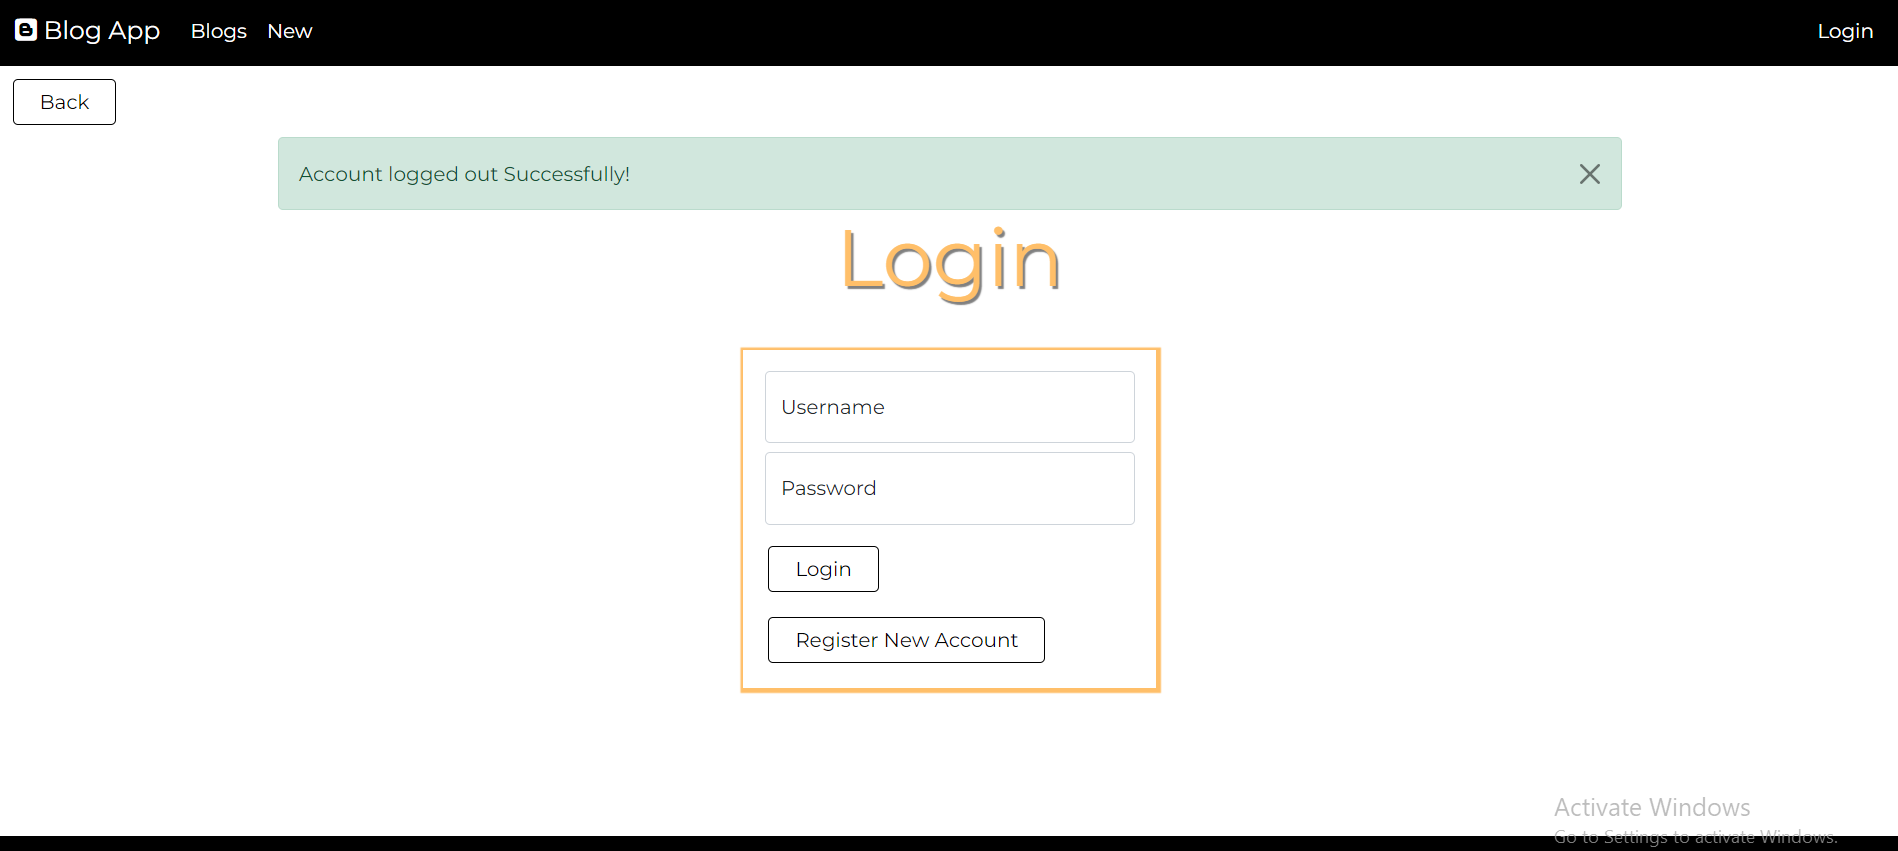 Blog App Blogs New Login
Back
Account logged out Successfully!
Login
Username
Password
Login
Register New Account
Activate Windows
Go to Settings to activate Windows.